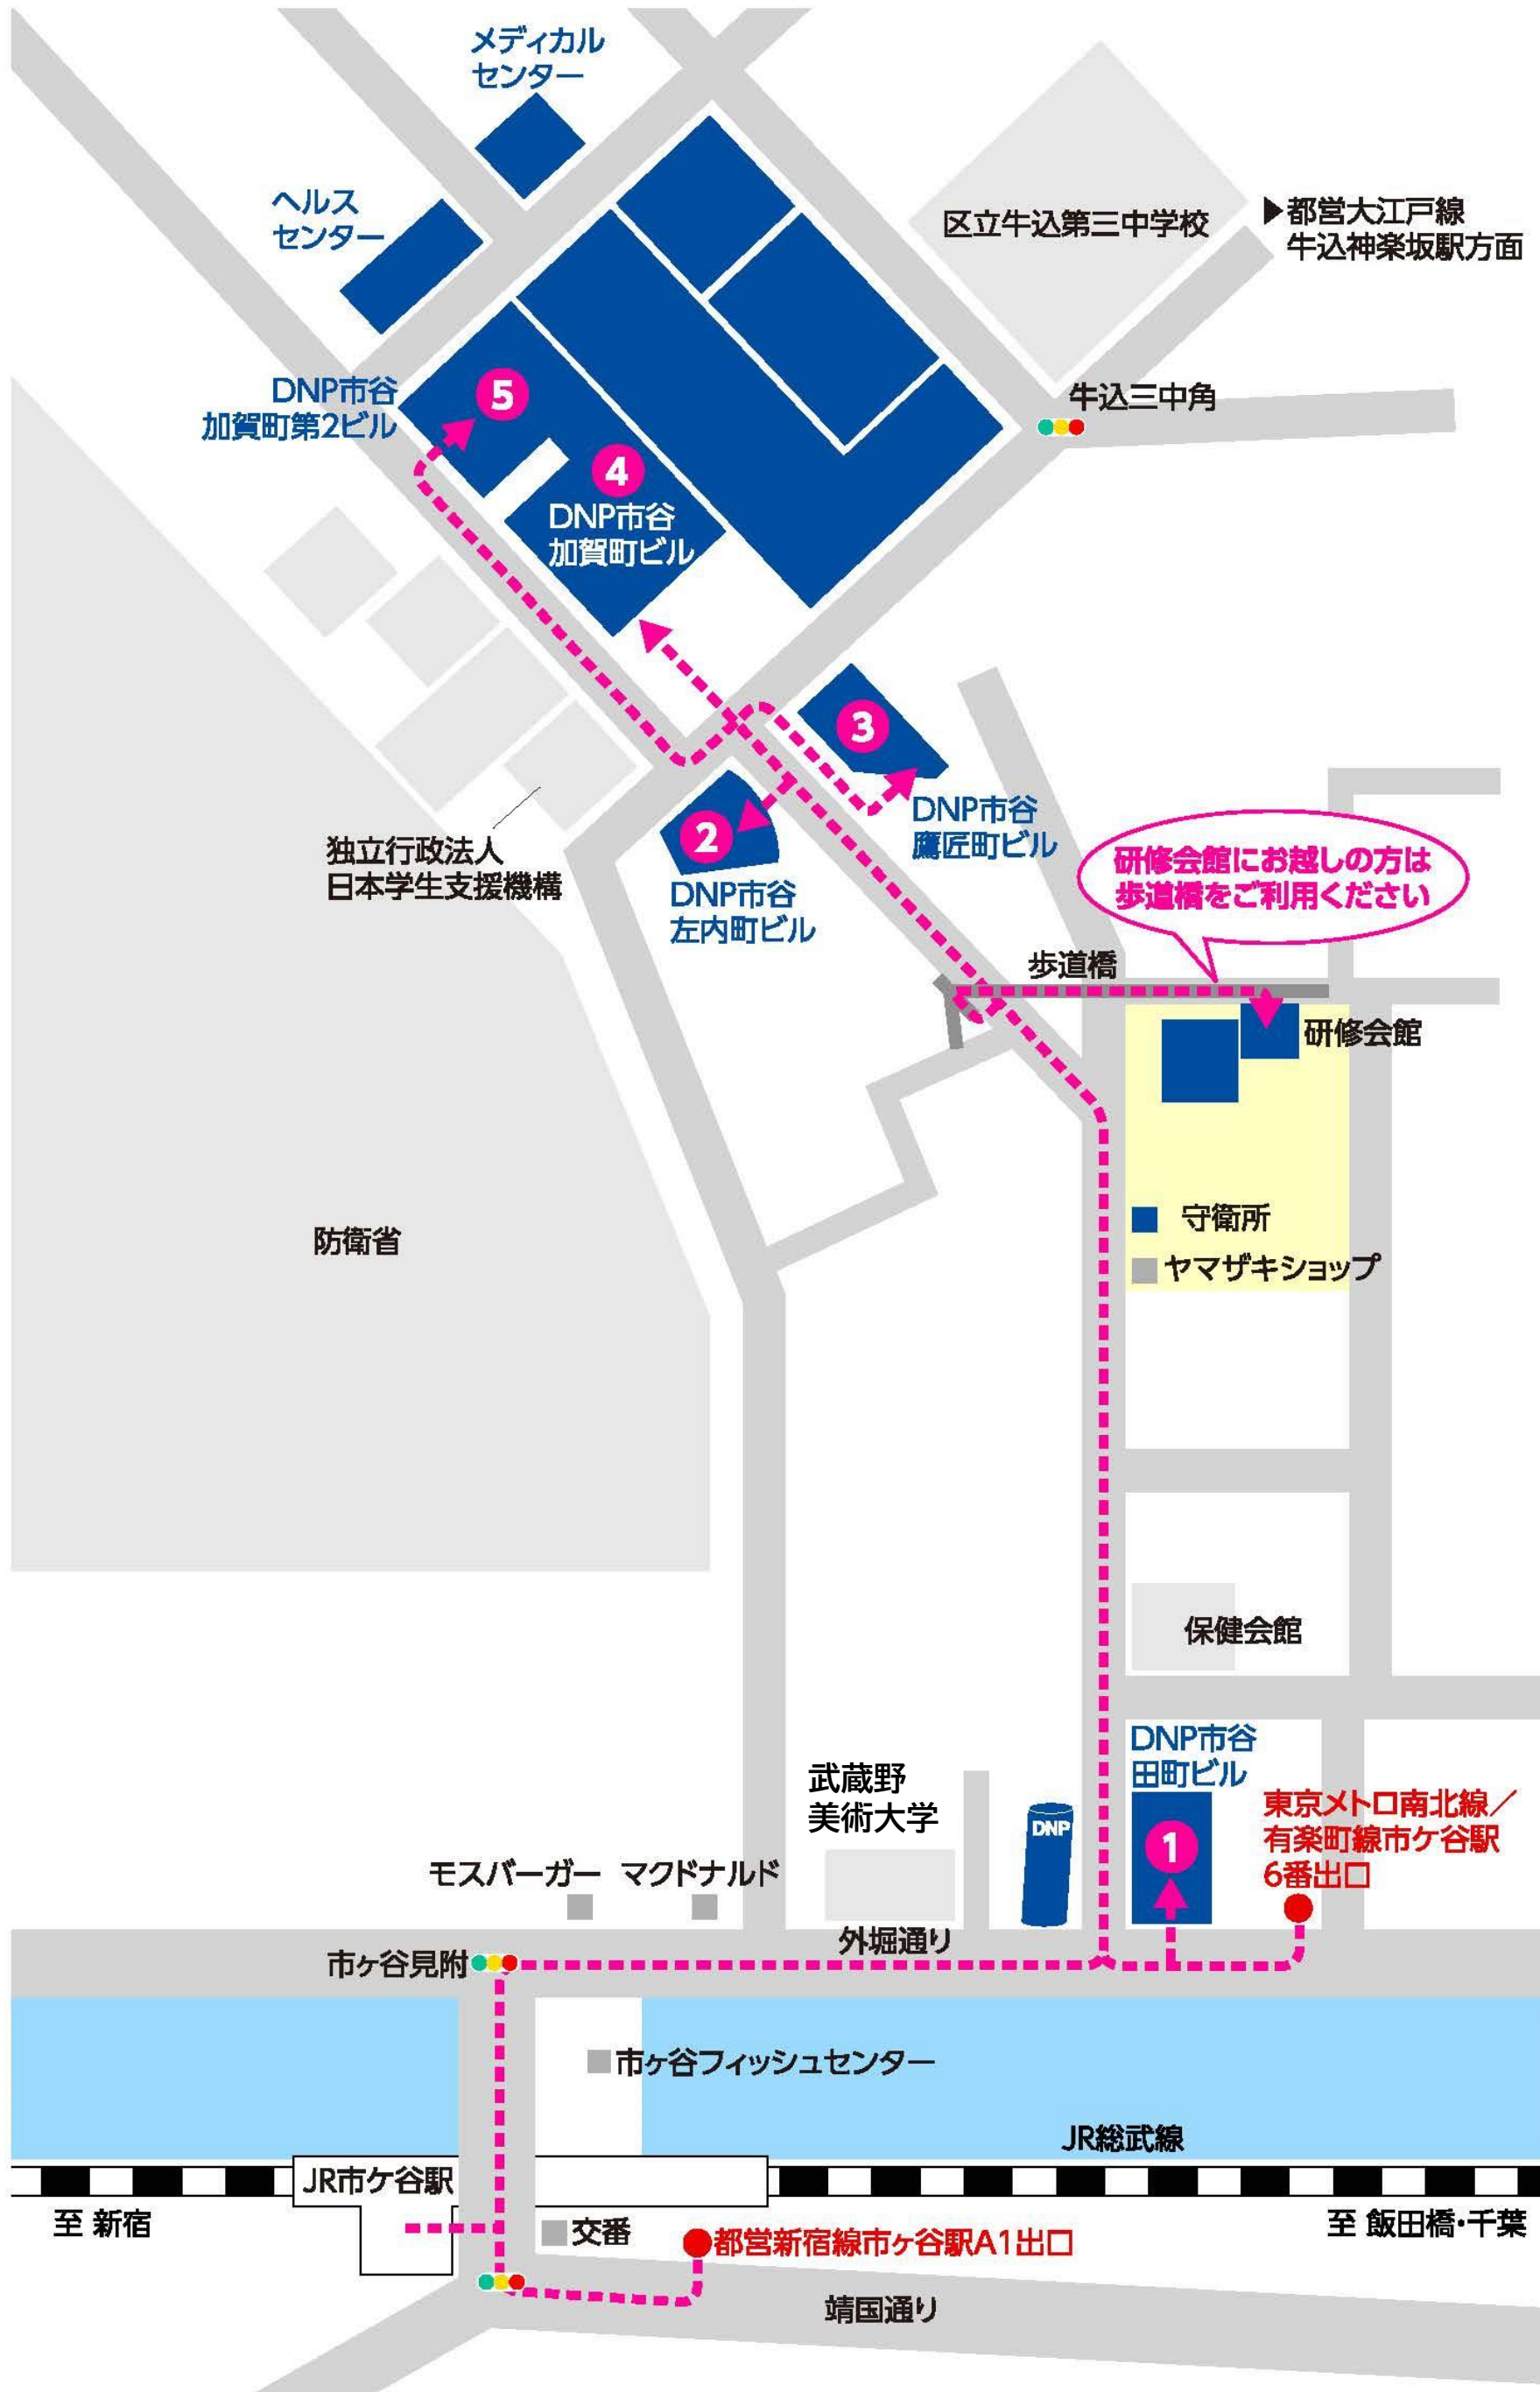 メディカル
センター
ヘルス
センター
区立牛込第三中学校
▶都営大江戸線
牛込神楽坂駅方面
DNP市谷
加賀町第2ビル
5
牛込三中角
4
DNP市谷
加賀町ビル
3
DNP市谷
鷹匠町ビル
2
DNP市谷
左内町ビル
独立行政法人
日本学生支援機構
研修会館にお越しの方は
歩道橋をご利用ください
歩道橋
研修会館
防衛省
守衛所
ヤマザキショップ
保健会館
DNP市谷
田町ビル
1
武蔵野
美術大学
DNP
東京メトロ南北線／
有楽町線市ケ谷駅
6番出口
モスバーガー
マクドナルド
外堀通り
市ヶ谷見附
市ヶ谷フィッシュセンター
JR総武線
JR市ケ谷駅
至 新宿
至 飯田橋・千葉
交番
都営新宿線市ヶ谷駅A1出口
靖国通り